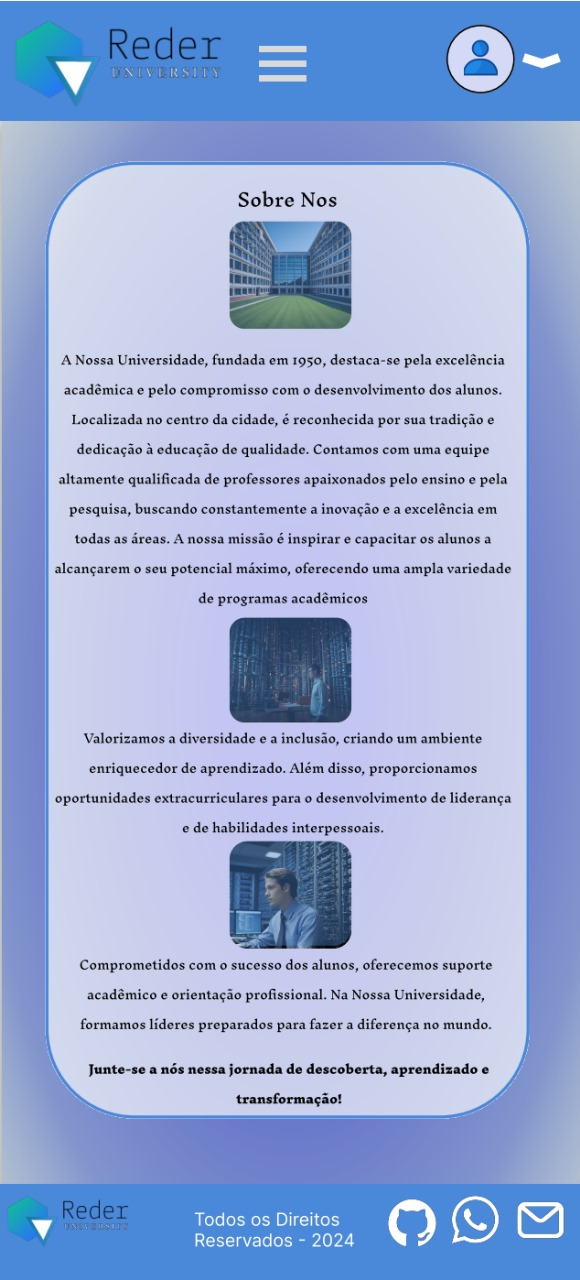 Reder
UNIVERSITY
Sobre Nos
A Nossa Universidade, fundada em 1950, destaca-se pela excelência
acadêmica e pelo compromisso com o desenvolvimento dos alunos.
Localizada no centro da cidade, é reconhecida por sua tradição e
dedicação à educação de qualidade. Contamos com uma equipe
altamente qualificada de professores apaixonados pelo ensino e pela
pesquisa, buscando constantemente a inovação e a excelência em
todas as áreas. A nossa missão é inspirar e capacitar os alunos a
alcançarem o seu potencial máximo, oferecendo uma ampla variedade
de programas acadêmicos
Valorizamos a diversidade e a inclusão, criando um ambiente
enriquecedor de aprendizado. Além disso, proporcionamos
oportunidades extracurriculares para o desenvolvimento de liderança
e de habilidades interpessoais.
Comprometidos com o sucesso dos alunos, oferecemos suporte
acadêmico e orientação profissional. Na Nossa Universidade,
formamos líderes preparados para fazer a diferença no mundo.
Junte-se a nós nessa jornada de descoberta, aprendizado e
transformação!
Reder
UNIVERSITY
Todos os Direitos
Reservados - 2024